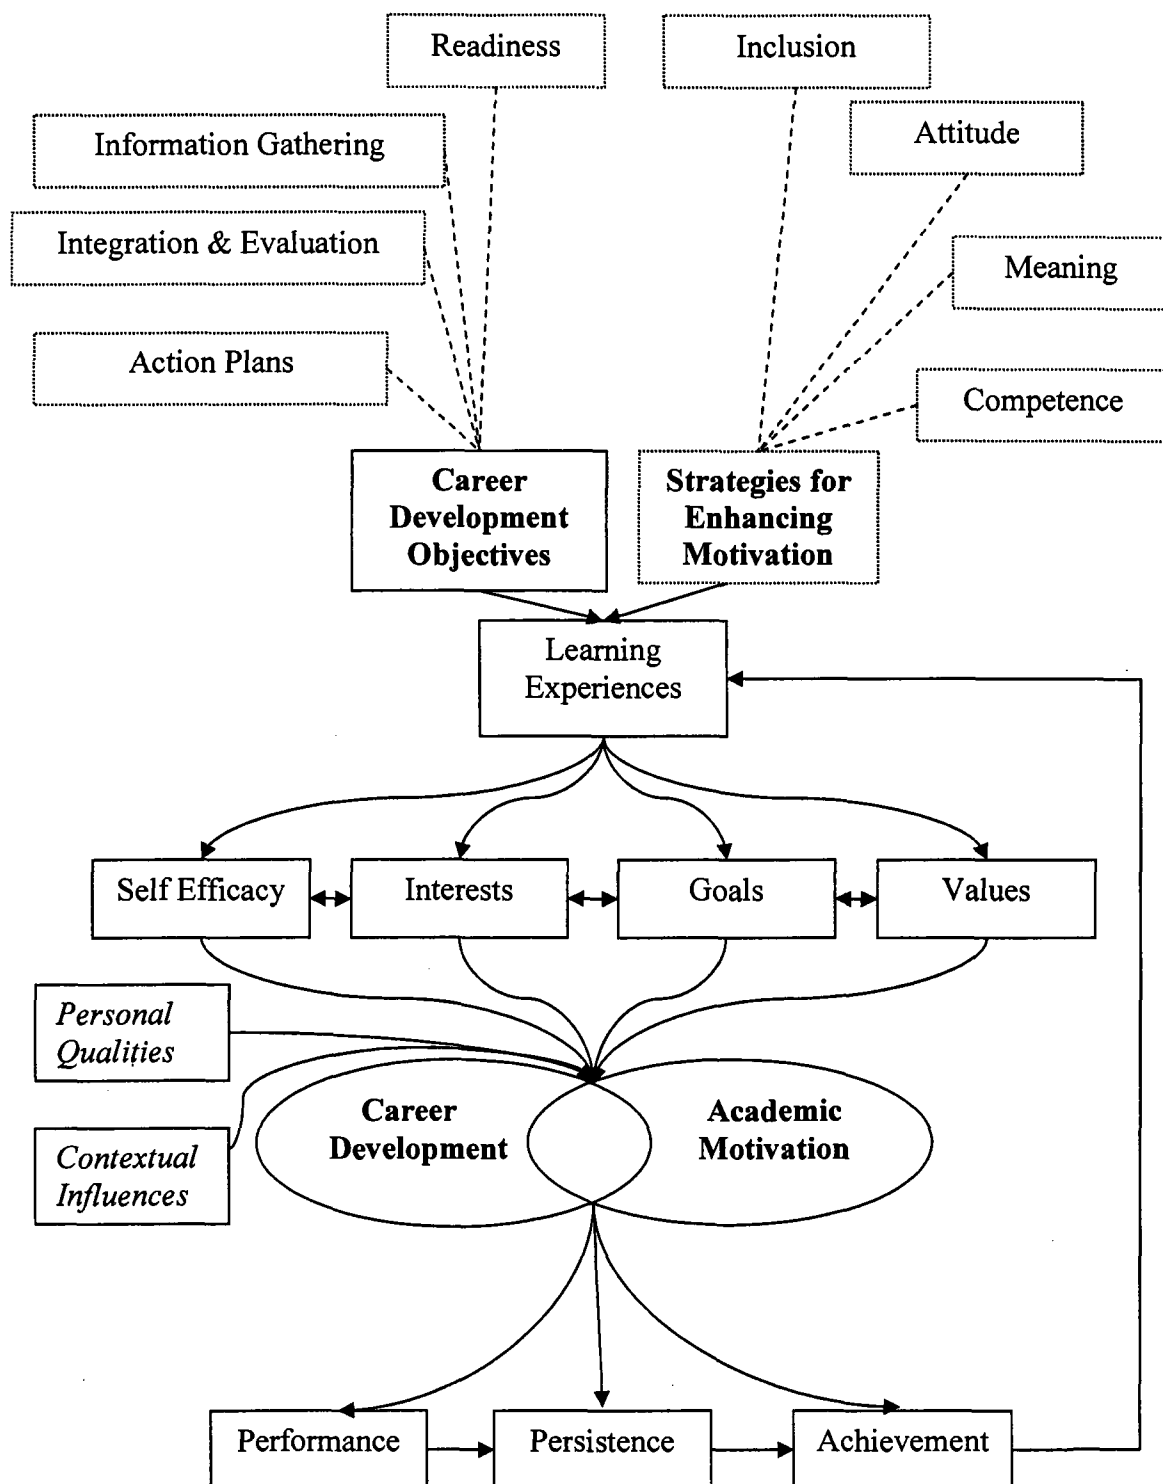 Readiness
Inclusion
Information Gathering
Attitude
Integration & Evaluation
Meaning
Action Plans
Competence
Career
Development
Objectives
Strategies for
Enhancing
Motivation
Learning
Experiences
Self Efficacy
Interests
Goals
Values
Personal
Qualities
Contextual
Influences
Career
Development
Academic
Motivation
Performance
Persistence
Achievement